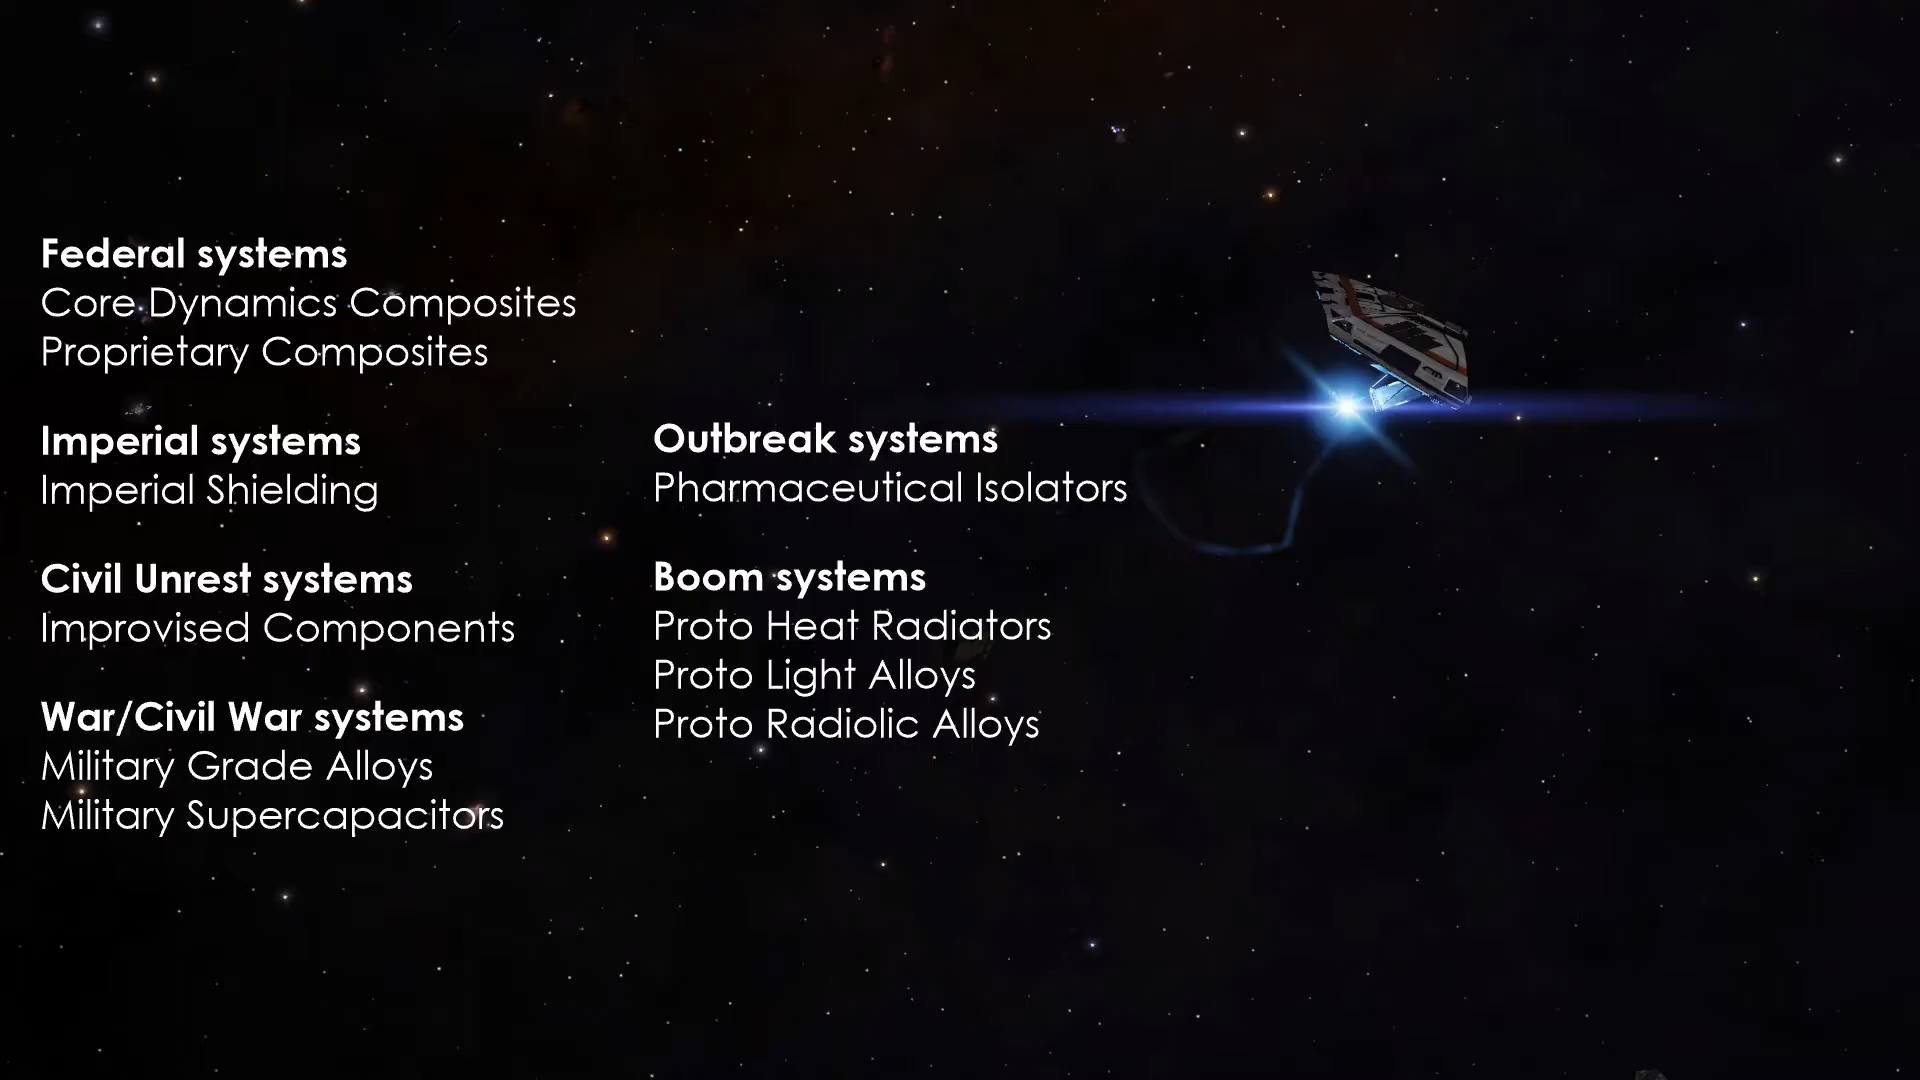 Federal systems
Core Dynamics Composites
Proprietary Composites
Imperial systems
Imperial Shielding
Civil Unrest systems
Improvised Components
War/Civil War systems
Military Grade Alloys
Military Supercapacitors
Outbreak systems
Pharmaceutical Isolators
Boom systems
Proto Heat Radiators
Proto Light Alloys
Proto Radiolic Alloys